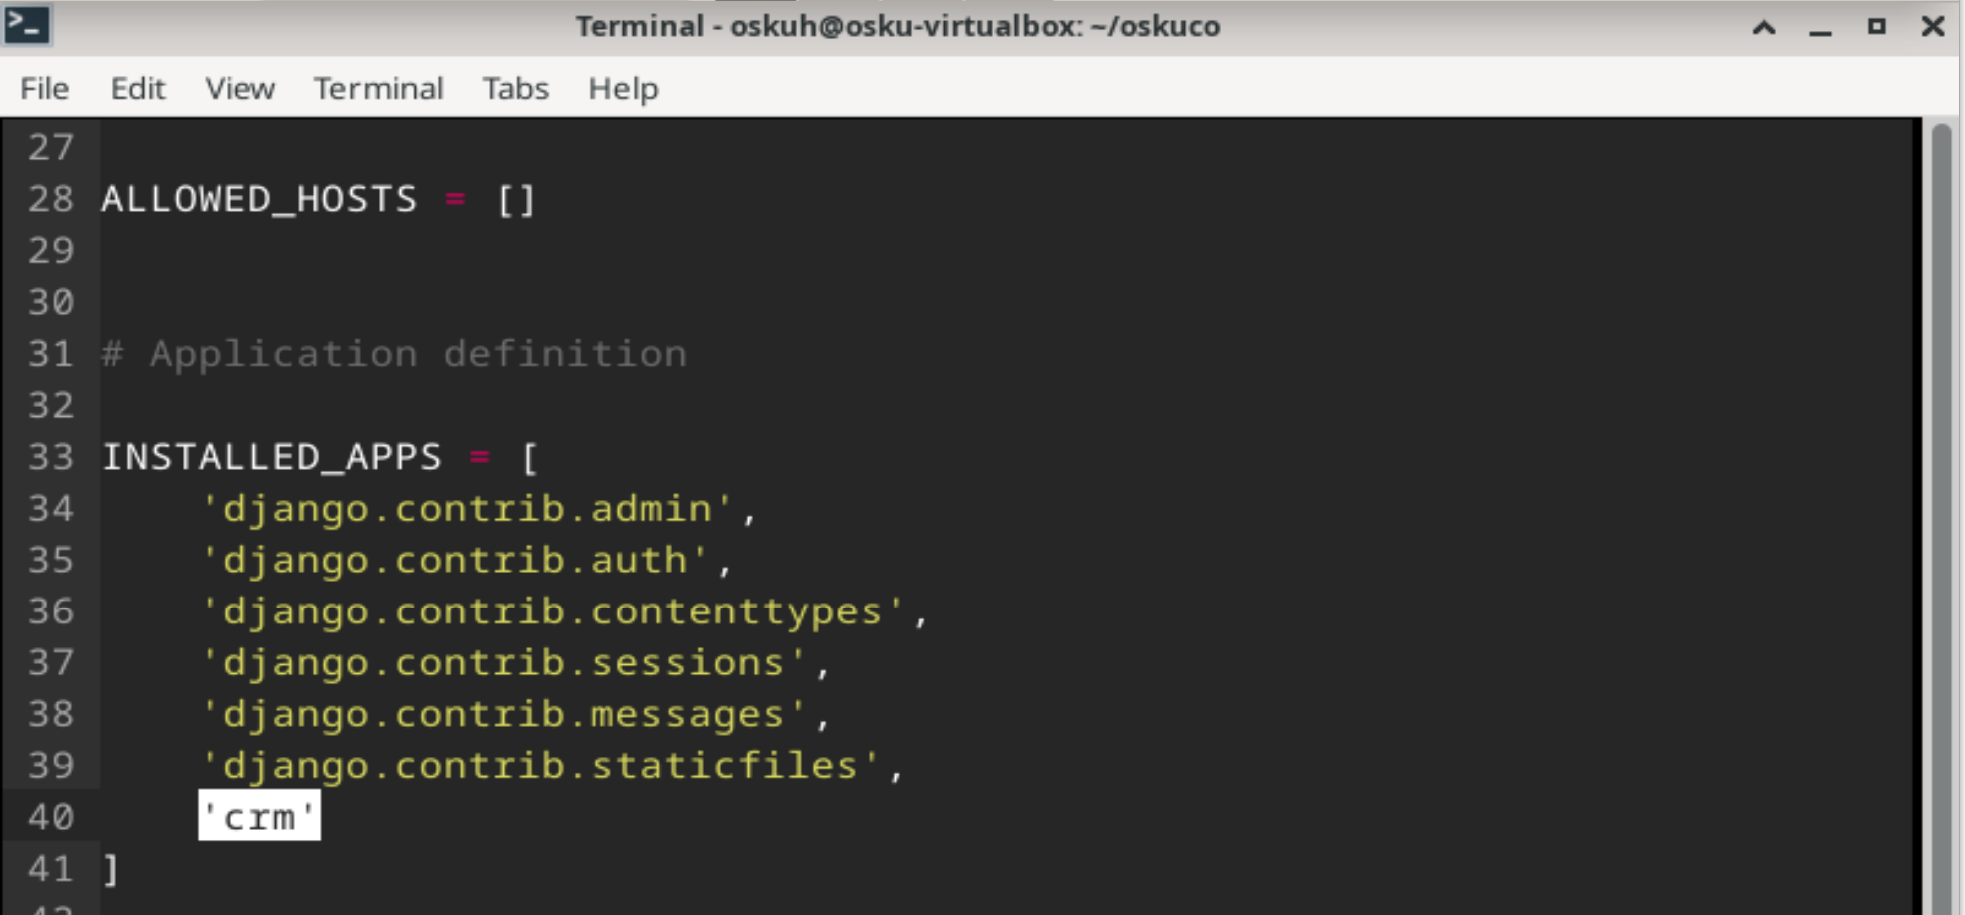 Terminal - oskuh@osku-virtualbox: ~/oskuco
File Edit View Terminal Tabs Help
27
28 ALLOWED_HOSTS = []
29
30
31 # Application definition
32
33 INSTALLED_APPS = [
34     'django.contrib.admin',
35     'django.contrib.auth',
36     'django.contrib.contenttypes',
37     'django.contrib.sessions',
38     'django.contrib.messages',
39     'django.contrib.staticfiles',
40     'crm'
41 ]